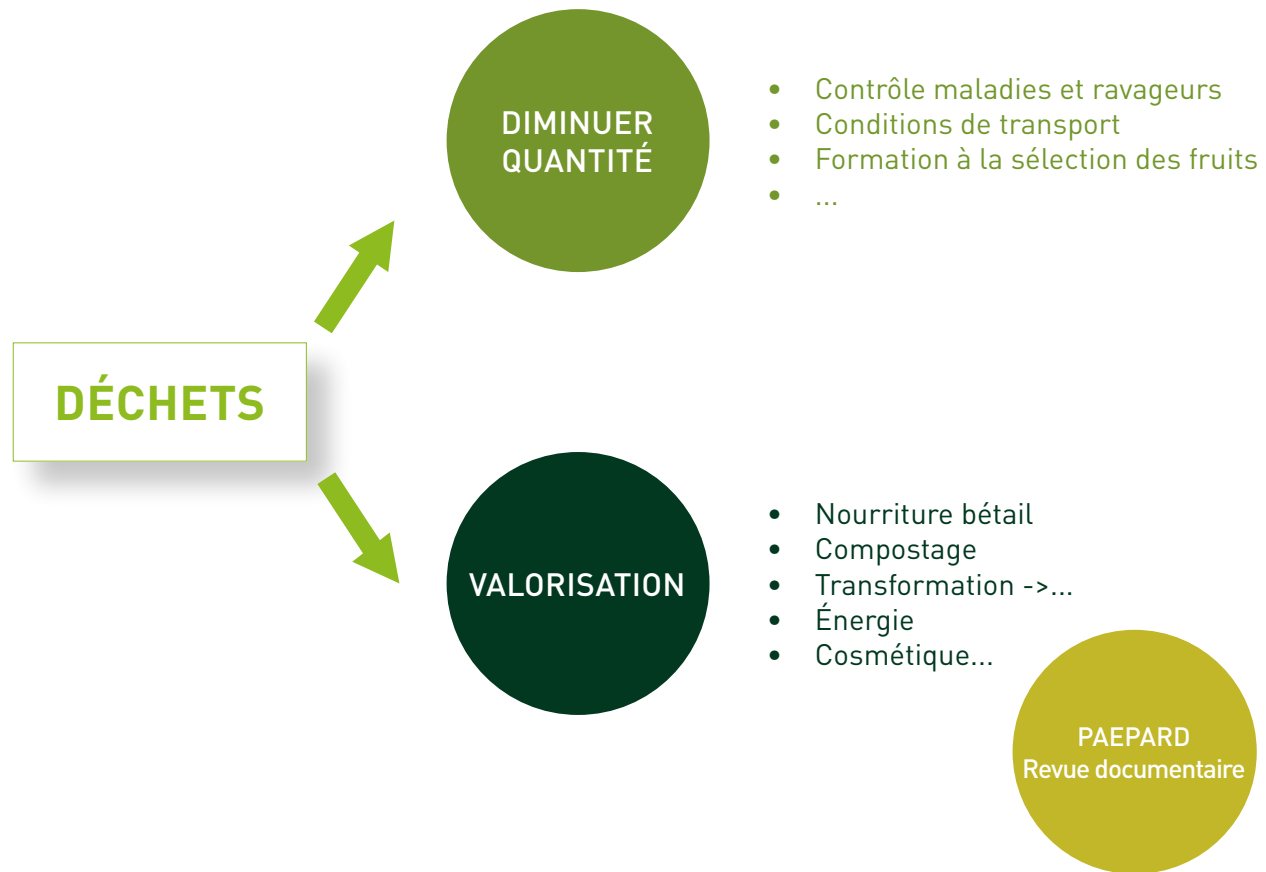 DIMINUER
QUANTITÉ
• Contrôle maladies et ravageurs
• Conditions de transport
• Formation à la sélection des fruits
• ...
DÉCHETS
VALORISATION
• Nourriture bétail
• Compostage
• Transformation ->...
• Énergie
• Cosmétique...
PAEPARD
Revue documentaire